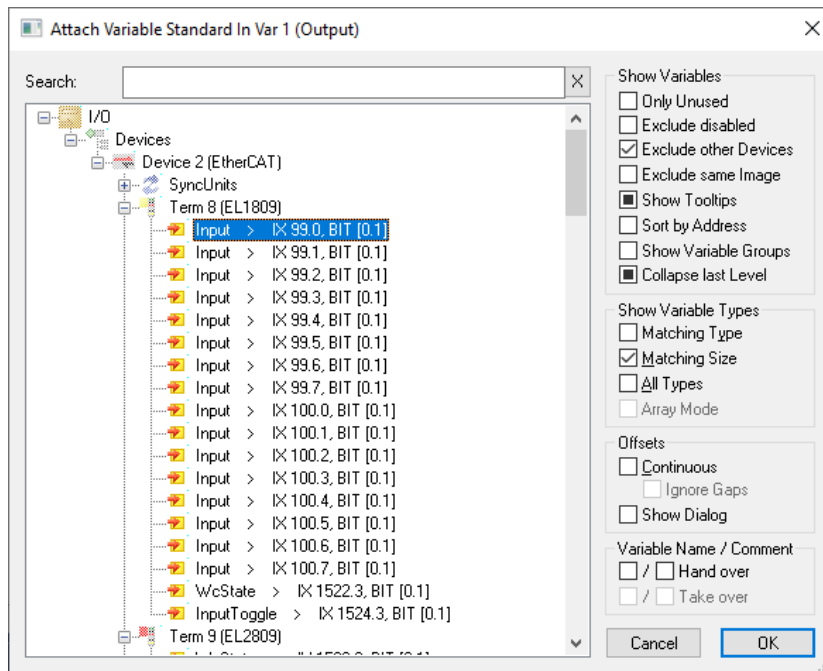 Attach Variable Standard In Var 1 (Output)
Search:
X
I/O
Devices
Device 2 (EtherCAT)
SyncUnits
Term 8 (EL1809)
Input > IX 99.0, BIT [0.1]
Input > IX 99.1, BIT [0.1]
Input > IX 99.2, BIT [0.1]
Input > IX 99.3, BIT [0.1]
Input > IX 99.4, BIT [0.1]
Input > IX 99.5, BIT [0.1]
Input > IX 99.6, BIT [0.1]
Input > IX 99.7, BIT [0.1]
Input > IX 100.0, BIT [0.1]
Input > IX 100.1, BIT [0.1]
Input > IX 100.2, BIT [0.1]
Input > IX 100.3, BIT [0.1]
Input > IX 100.4, BIT [0.1]
Input > IX 100.5, BIT [0.1]
Input > IX 100.6, BIT [0.1]
Input > IX 100.7, BIT [0.1]
WcState > IX 1522.3, BIT [0.1]
InputToggle > IX 1524.3, BIT [0.1]
Term 9 (EL2809)
Show Variables
Only Unused
Exclude disabled
Exclude other Devices
Exclude same Image
Show Tooltips
Sort by Address
Show Variable Groups
Collapse last Level
Show Variable Types
Matching Type
Matching Size
All Types
Array Mode
Offsets
Continuous
Ignore Gaps
Show Dialog
Variable Name / Comment
/ Hand over
/ Take over
Cancel
OK